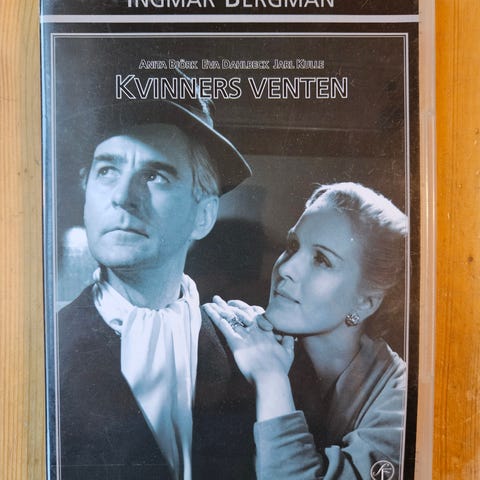 INGMAR BERGMAN
ANITA BJÖRK EVA DAHLBECK JARL KULLE
KVINNERS VENTEN